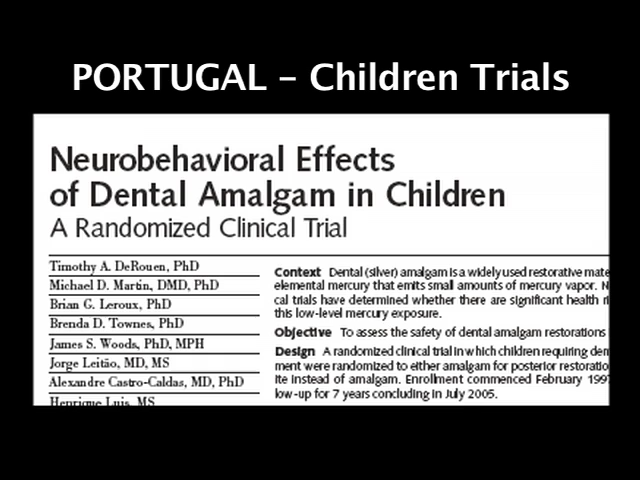 PORTUGAL – Children Trials
Neurobehavioral Effects
of Dental Amalgam in Children
A Randomized Clinical Trial
Timothy A. DeRouen, PhD
Michael D. Martin, DMD, PhD
Brian G. Leroux, PhD
Brenda D. Townes, PhD
James S. Woods, PhD, MPH
Jorge Leitão, MD, MS
Alexandre Castro-Caldas, MD, PhD
Henrique Luis, MS
Context Dental (silver) amalgam is a widely used restorative
elemental mercury that emits small amounts of mercury vapor.
cal trials have determined whether there are significant health
this low-level mercury exposure.
Objective To assess the safety of dental amalgam restorations
Design A randomized clinical trial in which children requiring
ment were randomized to either amalgam for posterior
ite instead of amalgam. Enrollment commenced February 1997
low-up for 7 years concluding in July 2005.